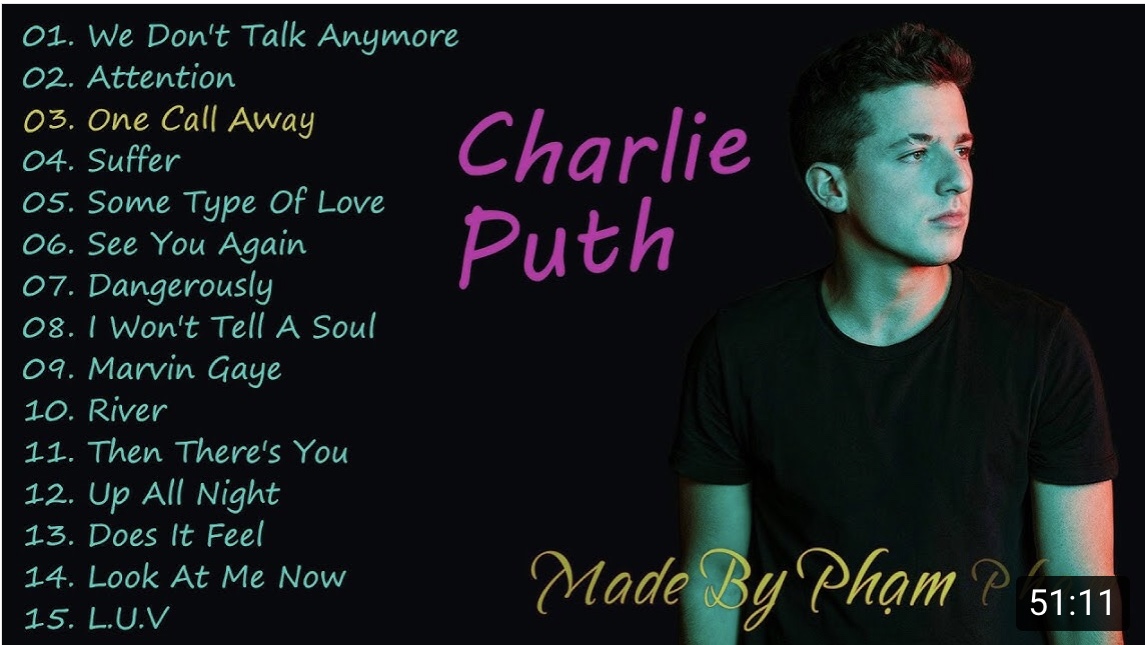 01. We Don't Talk Anymore
02. Attention
03. One Call Away
04. Suffer
05. Some Type Of Love
06. See You Again
07. Dangerously
08. I Won't Tell A Soul
09. Marvin Gaye
10. River
11. Then There's You
12. Up All Night
13. Does It Feel
14. Look At Me Now
15. L.U.V
Charlie
Puth
Made By Phạm
51:11